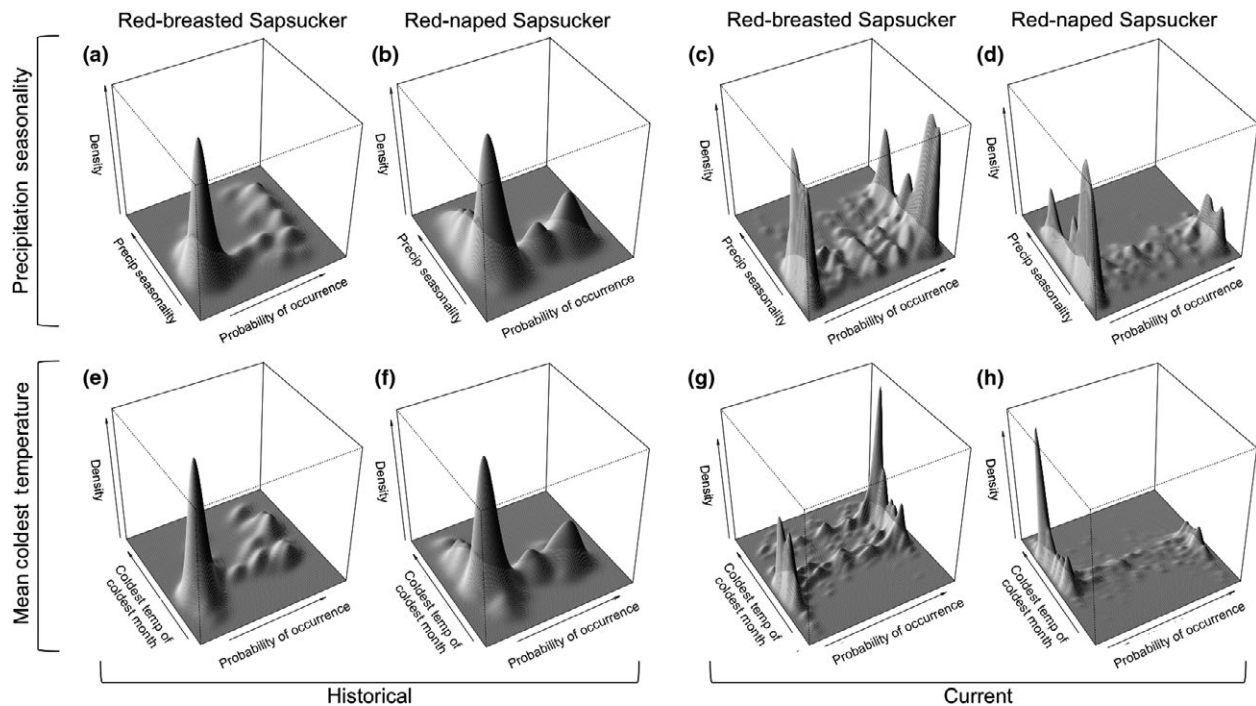 Red-breasted Sapsucker
Red-naped Sapsucker
Red-breasted Sapsucker
Red-naped Sapsucker
Precipitation seasonality
(a)
Density
Precip seasonality
Probability of occurrence
(b)
Density
Precip seasonality
Probability of occurrence
(c)
Density
Precip seasonality
Probability of occurrence
(d)
Density
Precip seasonality
Probability of occurrence
Mean coldest temperature
(e)
Density
Coldest temp of
coldest month
Probability of occurrence
(f)
Density
Coldest temp of
coldest month
Probability of occurrence
(g)
Density
Coldest temp of
coldest month
Probability of occurrence
(h)
Density
Coldest temp of
coldest month
Probability of occurrence
Historical
Current